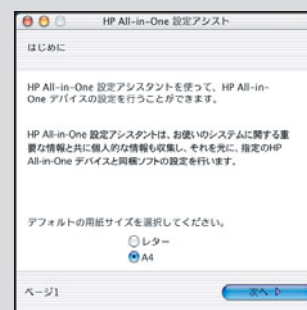 HP All-in-One 設定アシスト
はじめに
HP All-in-One 設定アシスタントを使って、HP All-in-
One デバイスの設定を行うことができます。
HP All-in-One 設定アシスタントは、お使いのシステムに関する重
要な情報と共に個人的な情報も収集し、それを元に、指定のHP
All-in-One デバイスと同梱ソフトの設定を行います。
デフォルトの用紙サイズを選択してください。
レター
A4
ページ1
次へ